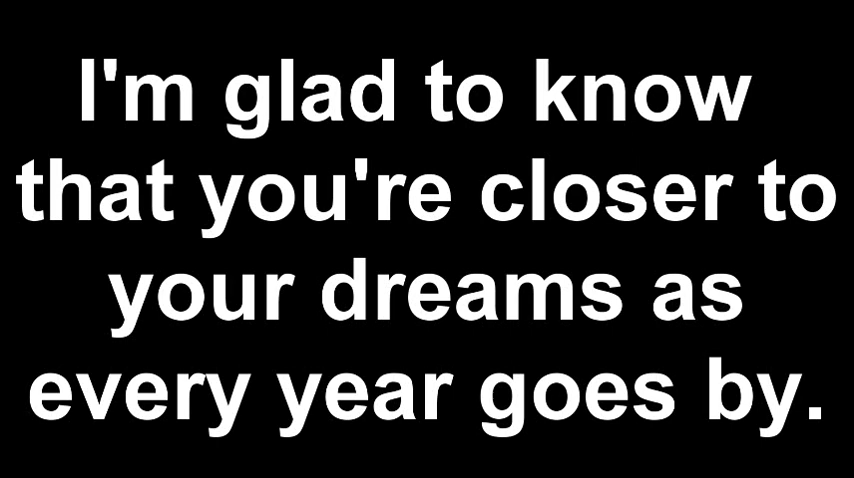 I'm glad to know
that you're closer to
your dreams as
every year goes by.